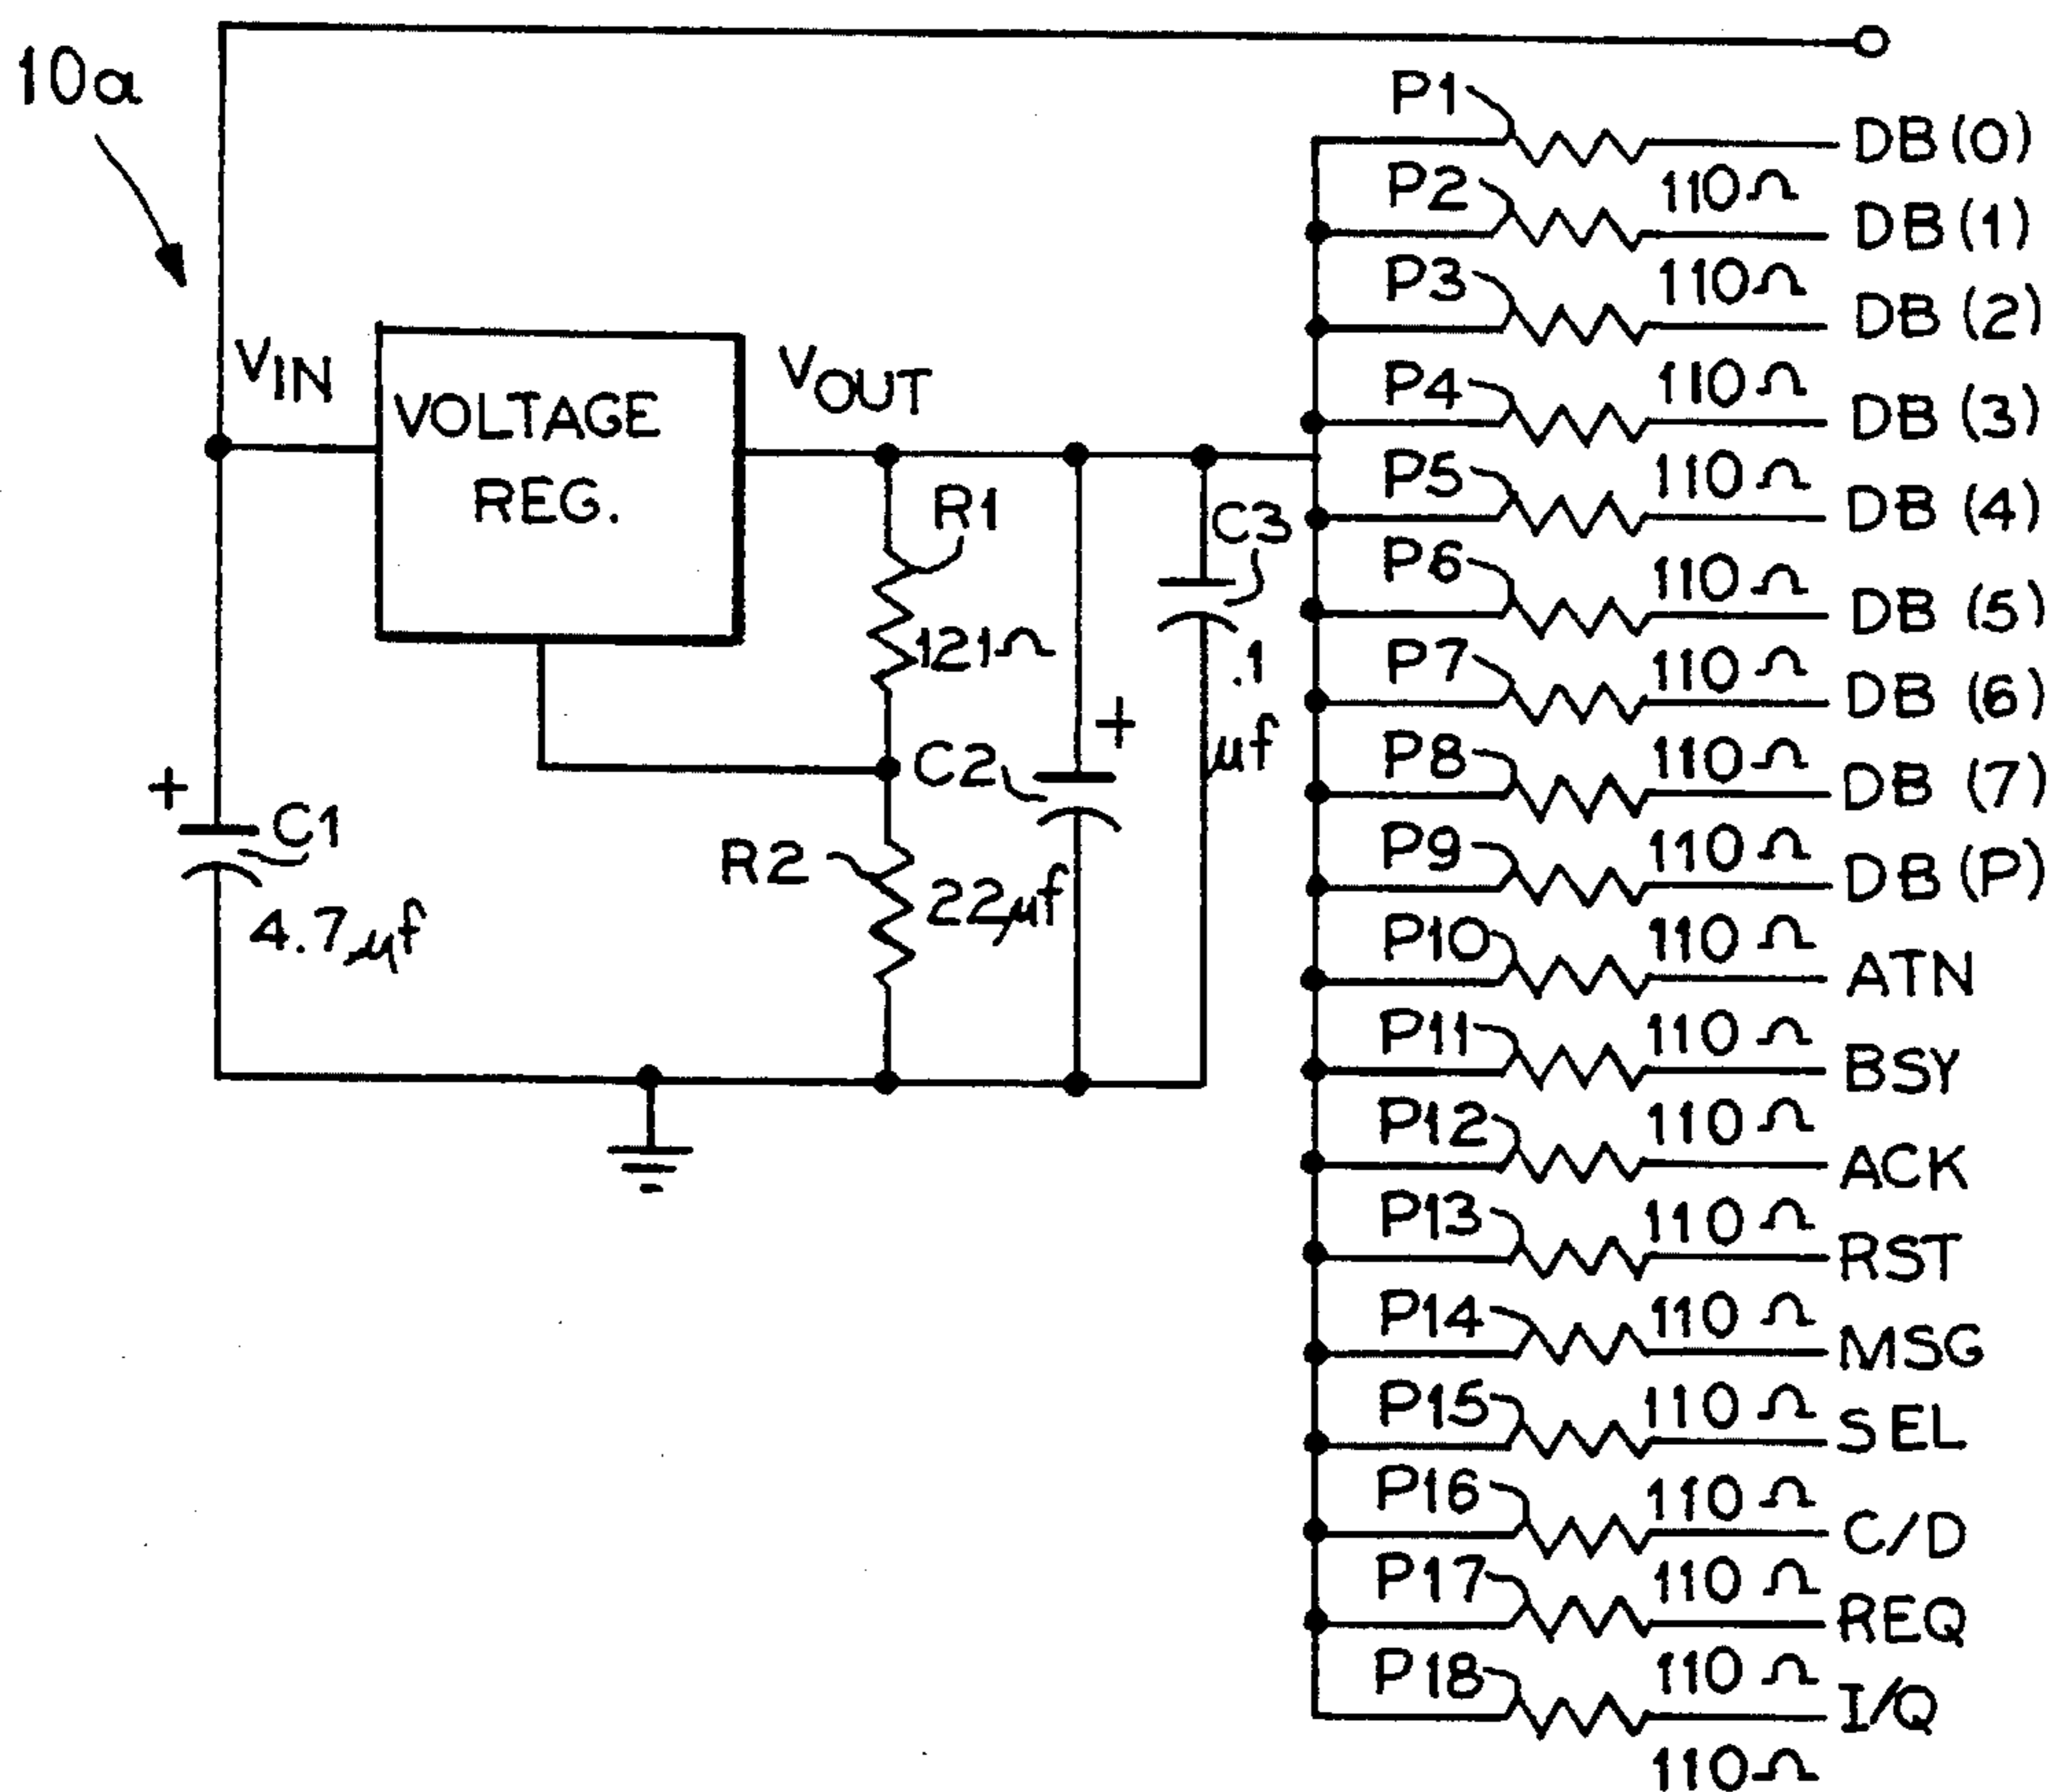 10a
VIN
VOLTAGE
REG.
VOUT
R1
121Ω
C3
.1
µf
C2
+
22µf
R2
+
C1
4.7µf
P1
DB(0)
110Ω
P2
DB(1)
110Ω
P3
DB(2)
110Ω
P4
DB(3)
110Ω
P5
DB(4)
110Ω
P6
DB(5)
110Ω
P7
DB(6)
110Ω
P8
DB(7)
110Ω
P9
DB(P)
110Ω
P10
ATN
110Ω
P11
BSY
110Ω
P12
ACK
110Ω
P13
RST
110Ω
P14
MSG
110Ω
P15
SEL
110Ω
P16
C/D
110Ω
P17
REQ
110Ω
P18
I/Q
110Ω